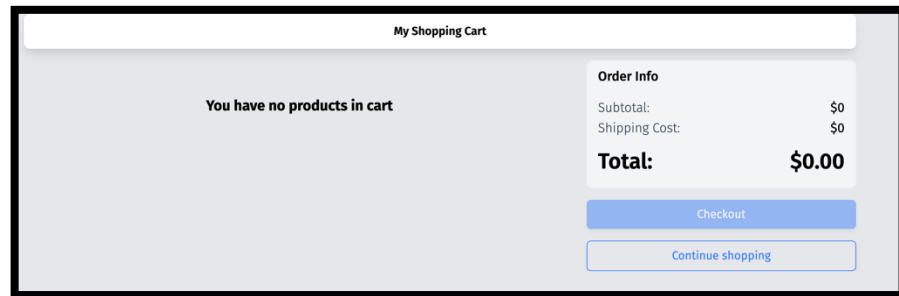 My Shopping Cart
You have no products in cart
Order Info
Subtotal: $0
Shipping Cost: $0
Total: $0.00
Checkout
Continue shopping